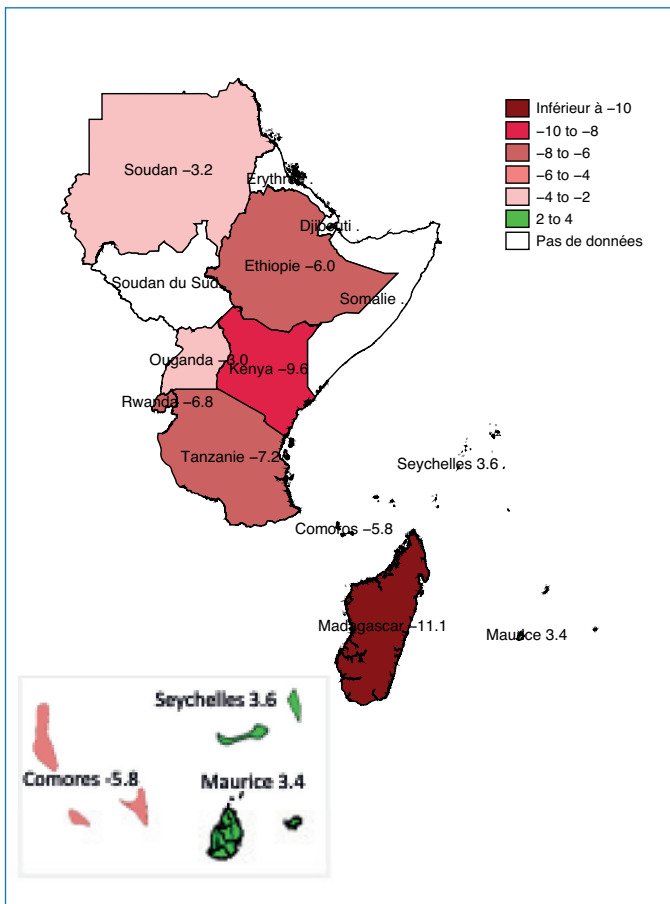 Inférieur à −10
−10 to −8
−8 to −6
−6 to −4
−4 to −2
2 to 4
Pas de données
Soudan −3.2
Erythrée .
Djibouti .
Ethiopie −6.0
Soudan du Sud
Somalie .
Ouganda −3.0
Kenya −9.6
Rwanda −6.8
Tanzanie −7.2
Seychelles 3.6
Comoros −5.8
Madagascar −11.1
Maurice 3.4
Seychelles 3.6
Comores -5.8
Maurice 3.4